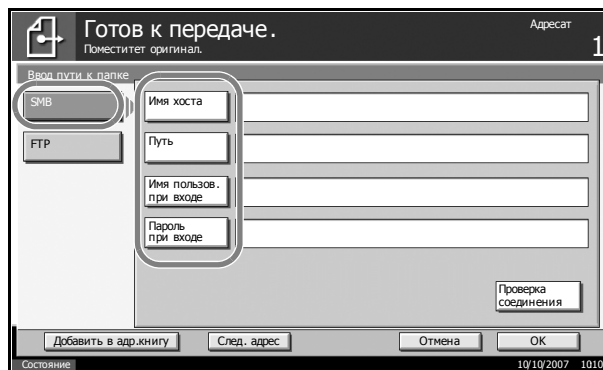 Готов к передаче.
Поместитет оригинал.
Адресат
1
Ввод пути к папке
SMB
FTP
Имя хоста
Путь
Имя пользов.
при входе
Пароль
при входе
Проверка
соединения
Добавить в адр.книгу
След. адрес
Отмена
OK
Состояние
10/10/2007 1010